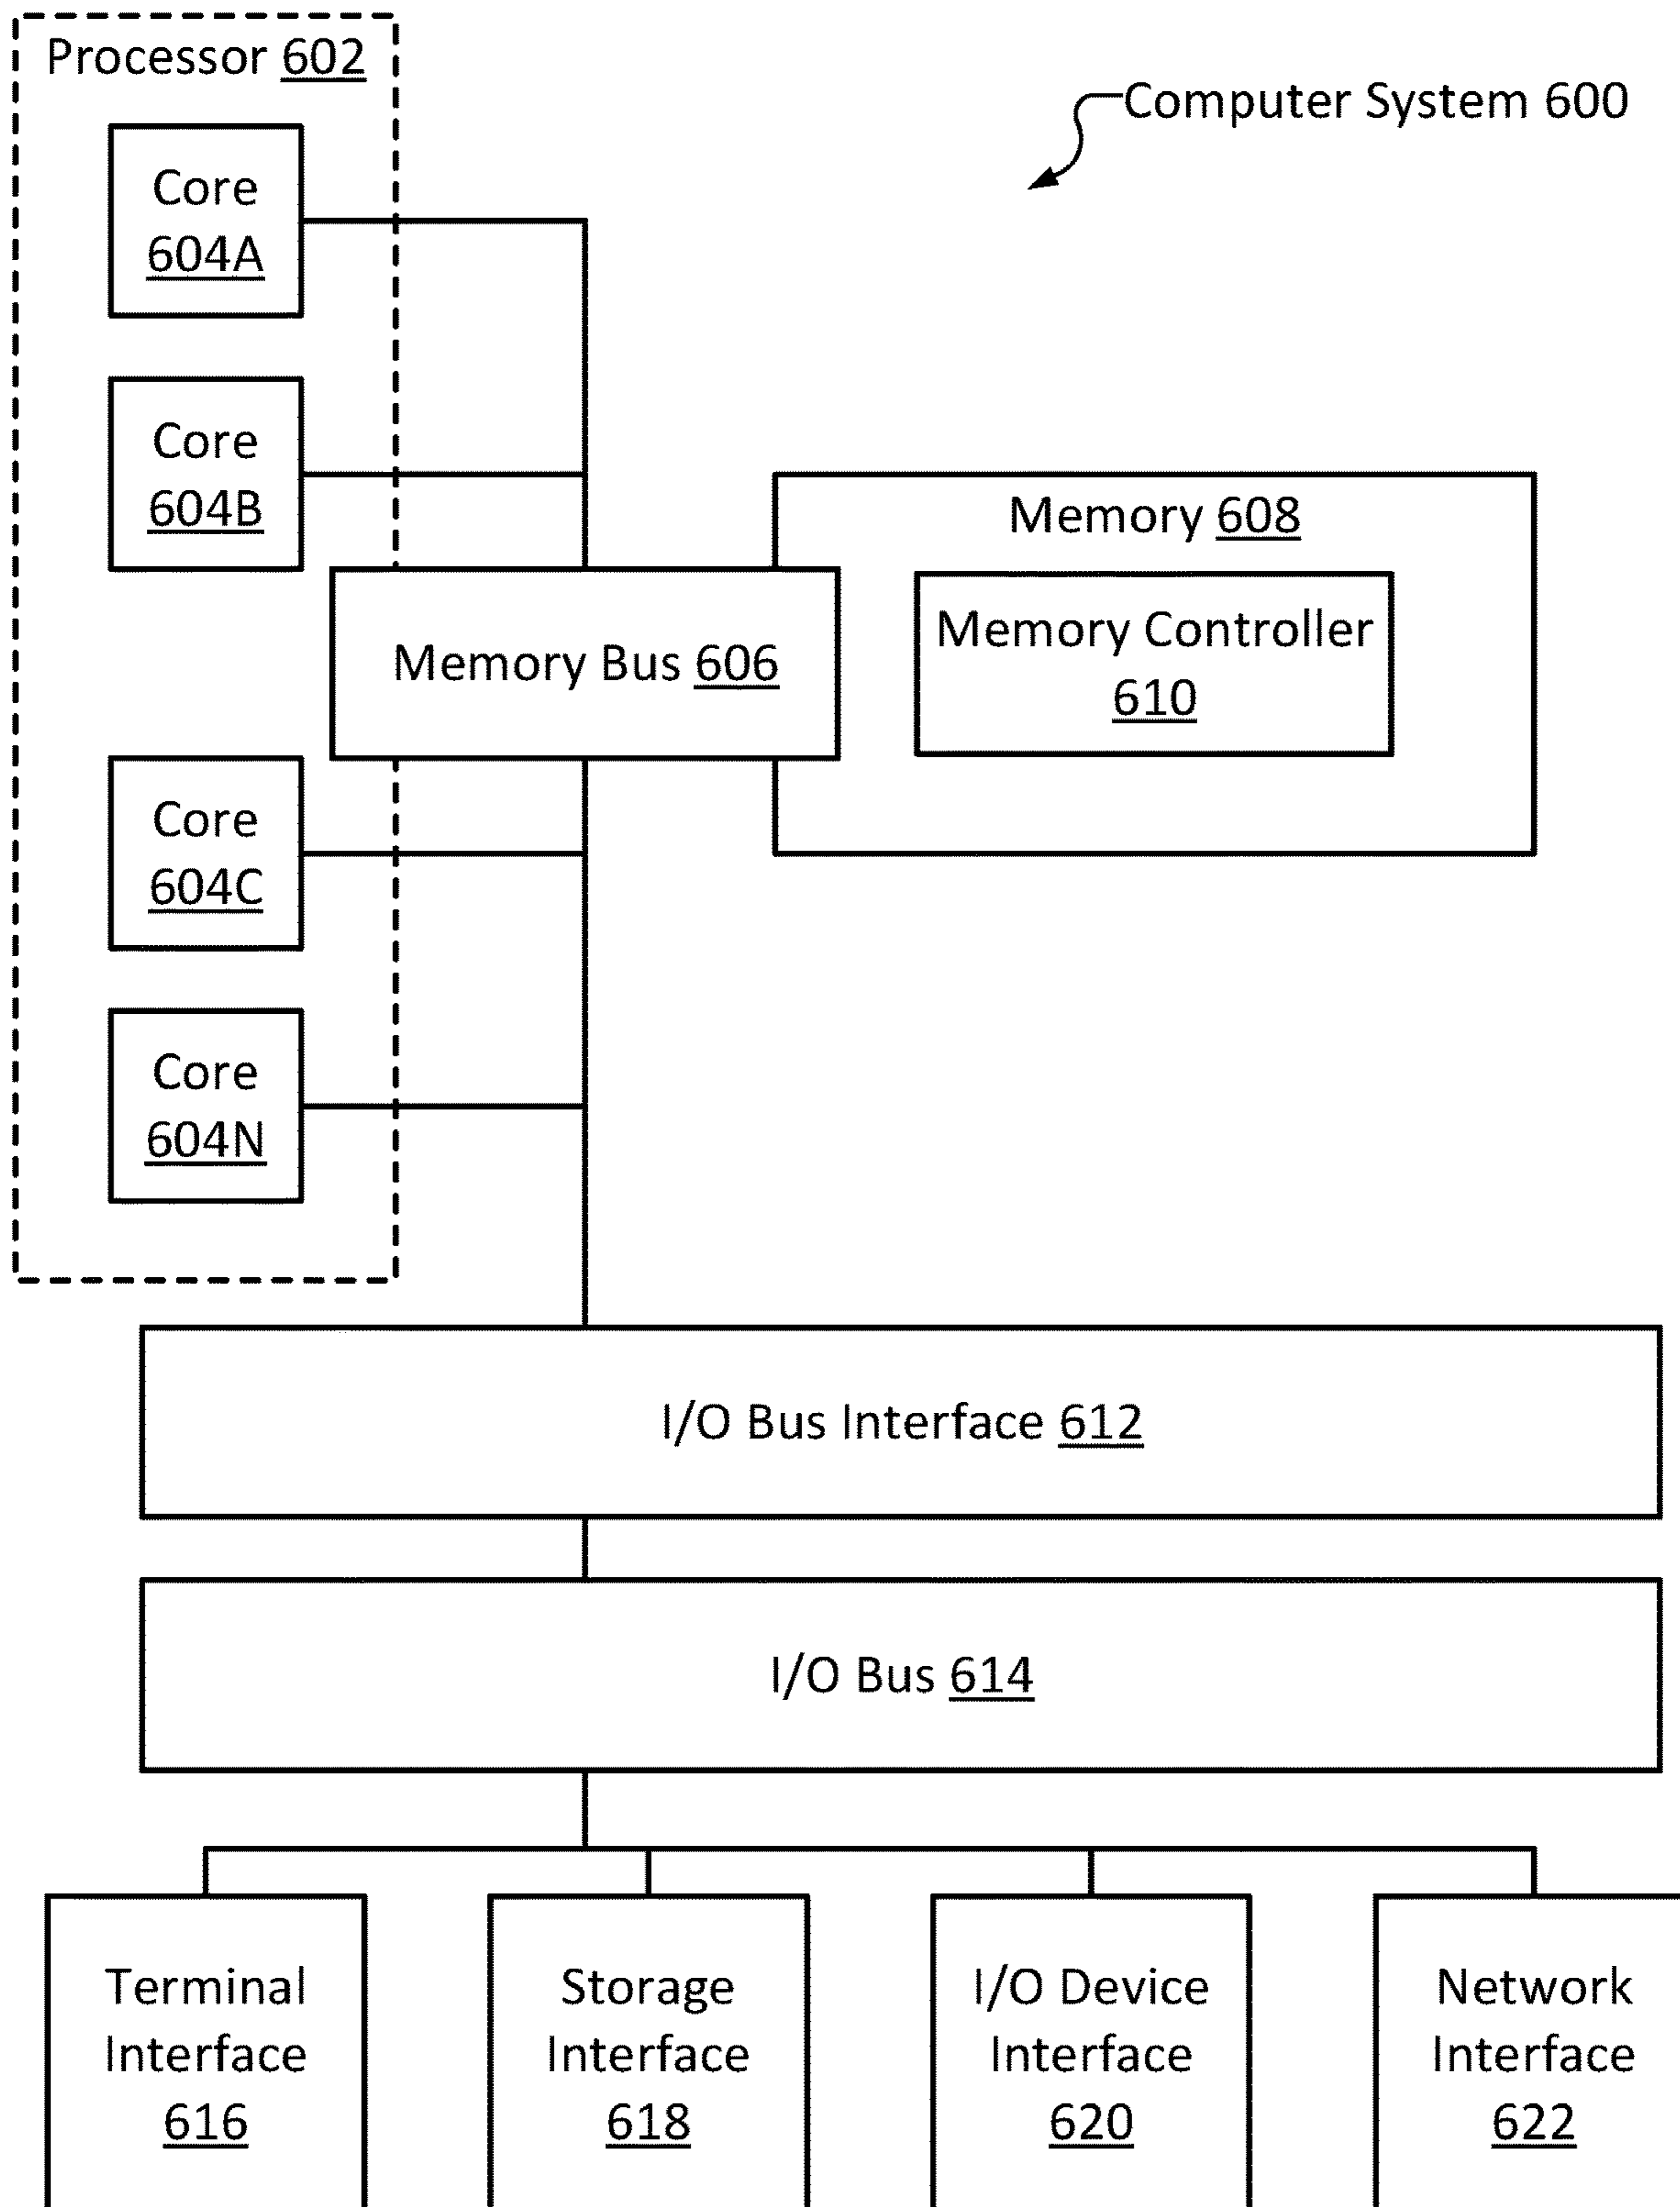 Processor 602
Computer System 600
Core
604A
Core
604B
Memory 608
Memory Controller
610
Memory Bus 606
Core
604C
Core
604N
I/O Bus Interface 612
I/O Bus 614
Terminal
Interface
616
Storage
Interface
618
I/O Device
Interface
620
Network
Interface
622